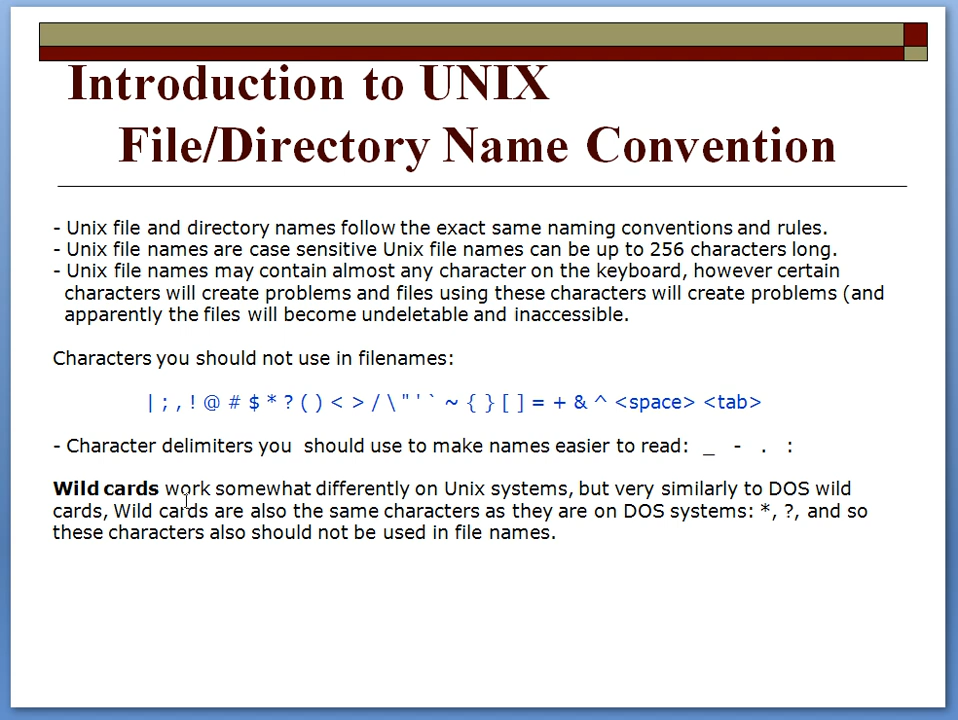 Introduction to UNIX
File/Directory Name Convention
- Unix file and directory names follow the exact same naming conventions and rules.
- Unix file names are case sensitive Unix file names can be up to 256 characters long.
- Unix file names may contain almost any character on the keyboard, however certain
characters will create problems and files using these characters will create problems (and
apparently the files will become undeletable and inaccessible.
Characters you should not use in filenames:
| ; , ! @ # $ * ? ( ) < > / \ " ' ` ~ { } [ ] = + & ^ <space> <tab>
- Character delimiters you  should use to make names easier to read:  _  -  .  :
Wild cards work somewhat differently on Unix systems, but very similarly to DOS wild
cards, Wild cards are also the same characters as they are on DOS systems: *, ?, and so
these characters also should not be used in file names.